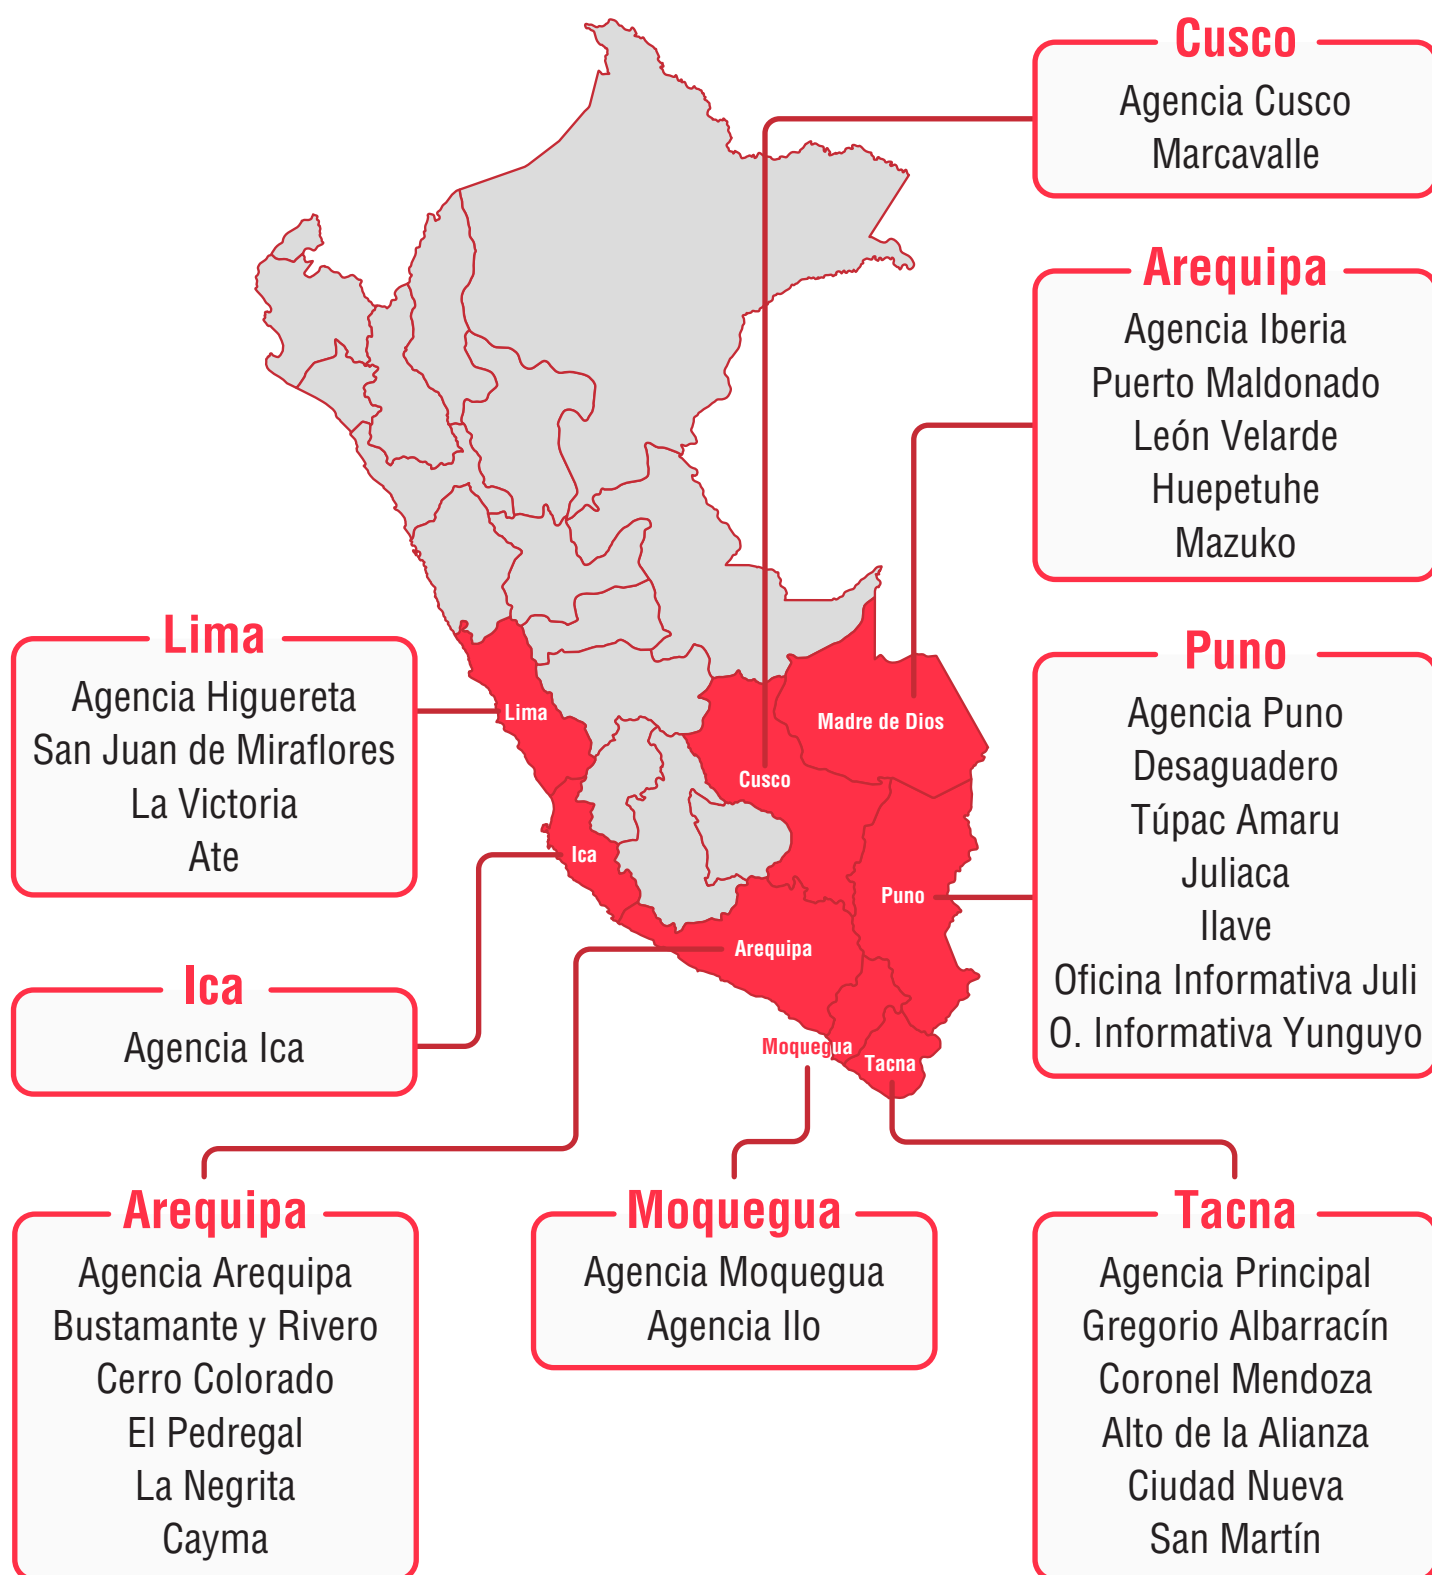 Cusco
Agencia Cusco
Marcavalle
Arequipa
Agencia Iberia
Puerto Maldonado
León Velarde
Huepetuhe
Mazuko
Lima
Agencia Higuereta
San Juan de Miraflores
La Victoria
Ate
Puno
Agencia Puno
Desaguadero
Túpac Amaru
Juliaca
Ilave
Oficina Informativa Juli
O. Informativa Yunguyo
Lima
Madre de Dios
Cusco
Ica
Puno
Arequipa
Moquegua
Tacna
Ica
Agencia Ica
Arequipa
Agencia Arequipa
Bustamante y Rivero
Cerro Colorado
El Pedregal
La Negrita
Cayma
Moquegua
Agencia Moquegua
Agencia Ilo
Tacna
Agencia Principal
Gregorio Albarracín
Coronel Mendoza
Alto de la Alianza
Ciudad Nueva
San Martín